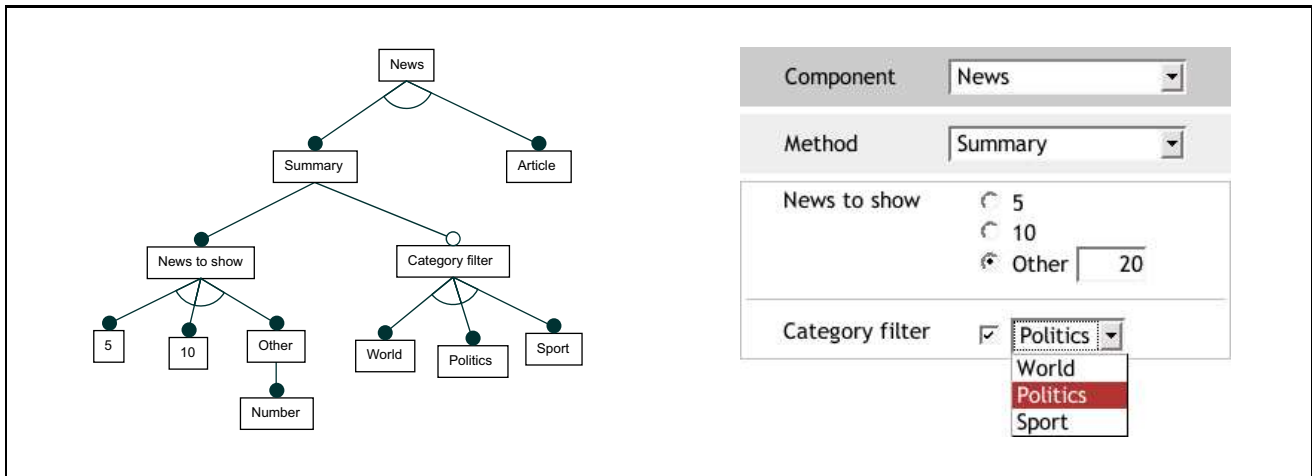 News
Summary
Article
News to show
Category filter
5
10
Other
World
Politics
Sport
Number
Component News
Method Summary
News to show 5
10
Other 20
Category filter Politics
World
Politics
Sport